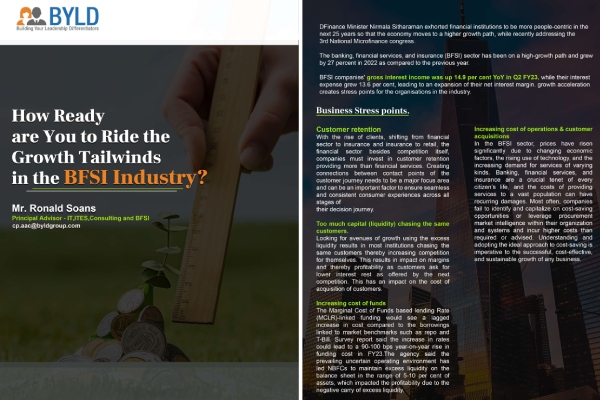 BYLD
Building Your Leadership Differentiators
How Ready
are You to Ride the
Growth Tailwinds
in the BFSI Industry?
Mr. Ronald Soans
Principal Advisor - IT,ITES,Consulting and BFSI
cp.aac@byldgroup.com
DFinance Minister Nirmala Sitharaman exhorted financial institutions to be more people-centric in the
next 25 years so that the economy moves to a higher growth path, while recently addressing the
3rd National Microfinance congress.
The banking, financial services, and insurance (BFSI) sector has been on a high-growth path and grew
by 27 percent in 2022 as compared to the previous year.
BFSI companies' gross interest income was up 14.9 per cent YoY in Q2 FY23, while their interest
expense grew 13.6 per cent, leading to an expansion of their net interest margin. growth acceleration
creates stress points for the organisations in the industry.
Business Stress points.
Customer retention
With the rise of clients, shifting from financial
sector to insurance and insurance to retail, the
financial sector besides competition itself,
companies must invest in customer retention
providing more than financial services. Creating
connections between contact points of the
customer journey needs to be a major focus area
and can be an important factor to ensure seamless
and consistent consumer experiences across all
stages of
their decision journey.
Too much capital (liquidity) chasing the same
customers.
Looking for avenues of growth using the excess
liquidity results in most institutions chasing the
same customers thereby increasing competition
for themselves. This results in impact on margins
and thereby profitability as customers ask for
lower interest rest as offered by the next
competition. This has an impact on the cost of
acquisition of customers.
Increasing cost of funds
The Marginal Cost of Funds based lending Rate
(MCLR)-linked funding would see a lagged
increase in cost compared to the borrowings
linked to market benchmarks such as repo and
T-Bill. Survey report said the increase in rates
could lead to a 90-100 bps year-on-year rise in
funding cost in FY23.The agency said the
prevailing uncertain operating environment has
led NBFCs to maintain excess liquidity on the
balance sheet in the range of 5-10 per cent of
assets, which impacted the profitability due to the
negative carry of excess liquidity.
Increasing cost of operations & customer
acquisitions
In the BFSI sector, prices have risen
significantly due to changing economic
factors, the rising use of technology, and the
increasing demand for services of varying
kinds. Banking, financial services, and
insurance are a crucial tenet of every
citizen's life, and the costs of providing
services to a vast population can have
recurring damages. Most often, companies
fail to identify and capitalize on cost-saving
opportunities or leverage procurement
market intelligence within their organization
and systems and incur higher costs than
required or advised. Understanding and
adopting the ideal approach to cost-saving is
imperative to the successful, cost-effective,
and sustainable growth of any business.